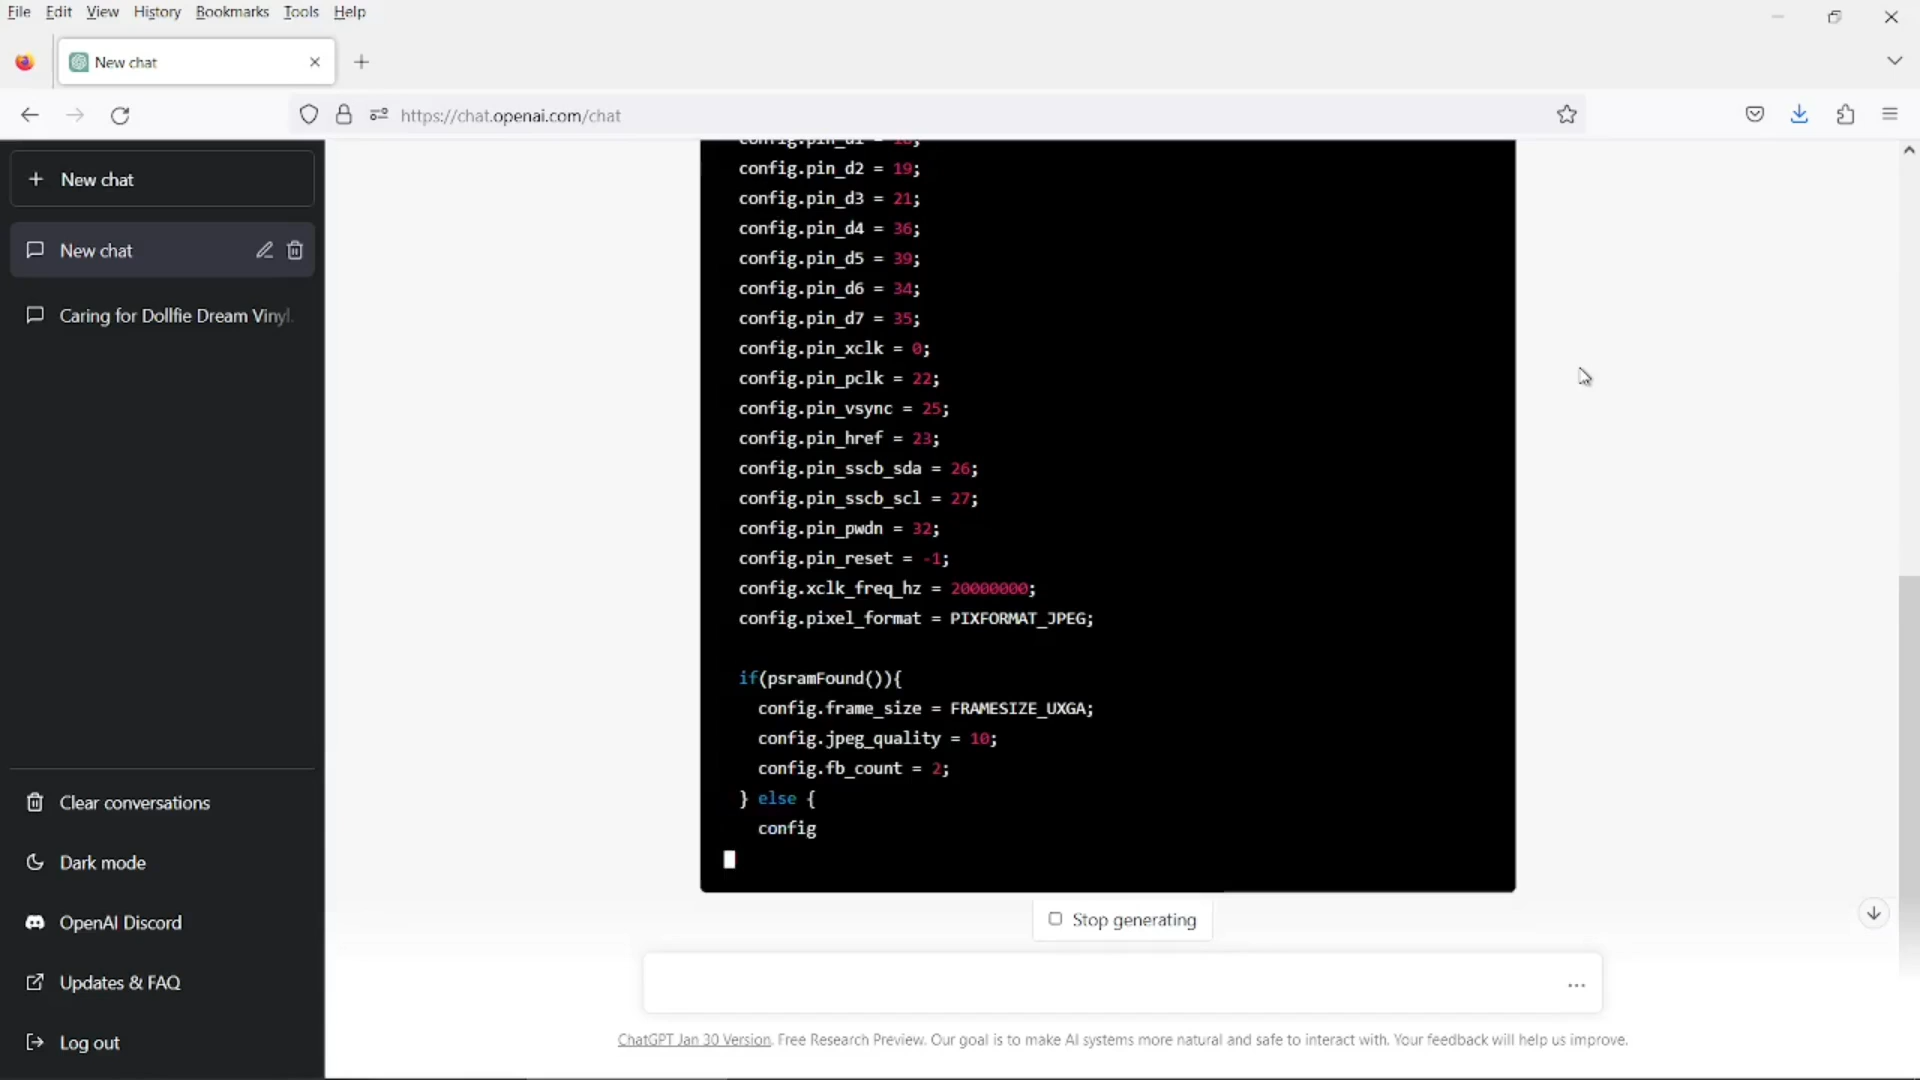 File Edit View History Bookmarks Tools Help
New chat
https://chat.openai.com/chat
New chat
New chat
Caring for Dollfie Dream Vinyl.
Clear conversations
Dark mode
OpenAI Discord
Updates & FAQ
Log out
config.pin_d1 = 18;
config.pin_d2 = 19;
config.pin_d3 = 21;
config.pin_d4 = 36;
config.pin_d5 = 39;
config.pin_d6 = 34;
config.pin_d7 = 35;
config.pin_xclk = 0;
config.pin_pclk = 22;
config.pin_vsync = 25;
config.pin_href = 23;
config.pin_sscb_sda = 26;
config.pin_sscb_scl = 27;
config.pin_pwdn = 32;
config.pin_reset = -1;
config.xclk_freq_hz = 20000000;
config.pixel_format = PIXFORMAT_JPEG;
if(psramFound()){
config.frame_size = FRAMESIZE_UXGA;
config.jpeg_quality = 10;
config.fb_count = 2;
} else {
config
Stop generating
ChatGPT Jan 30 Version. Free Research Preview. Our goal is to make AI systems more natural and safe to interact with. Your feedback will help us improve.